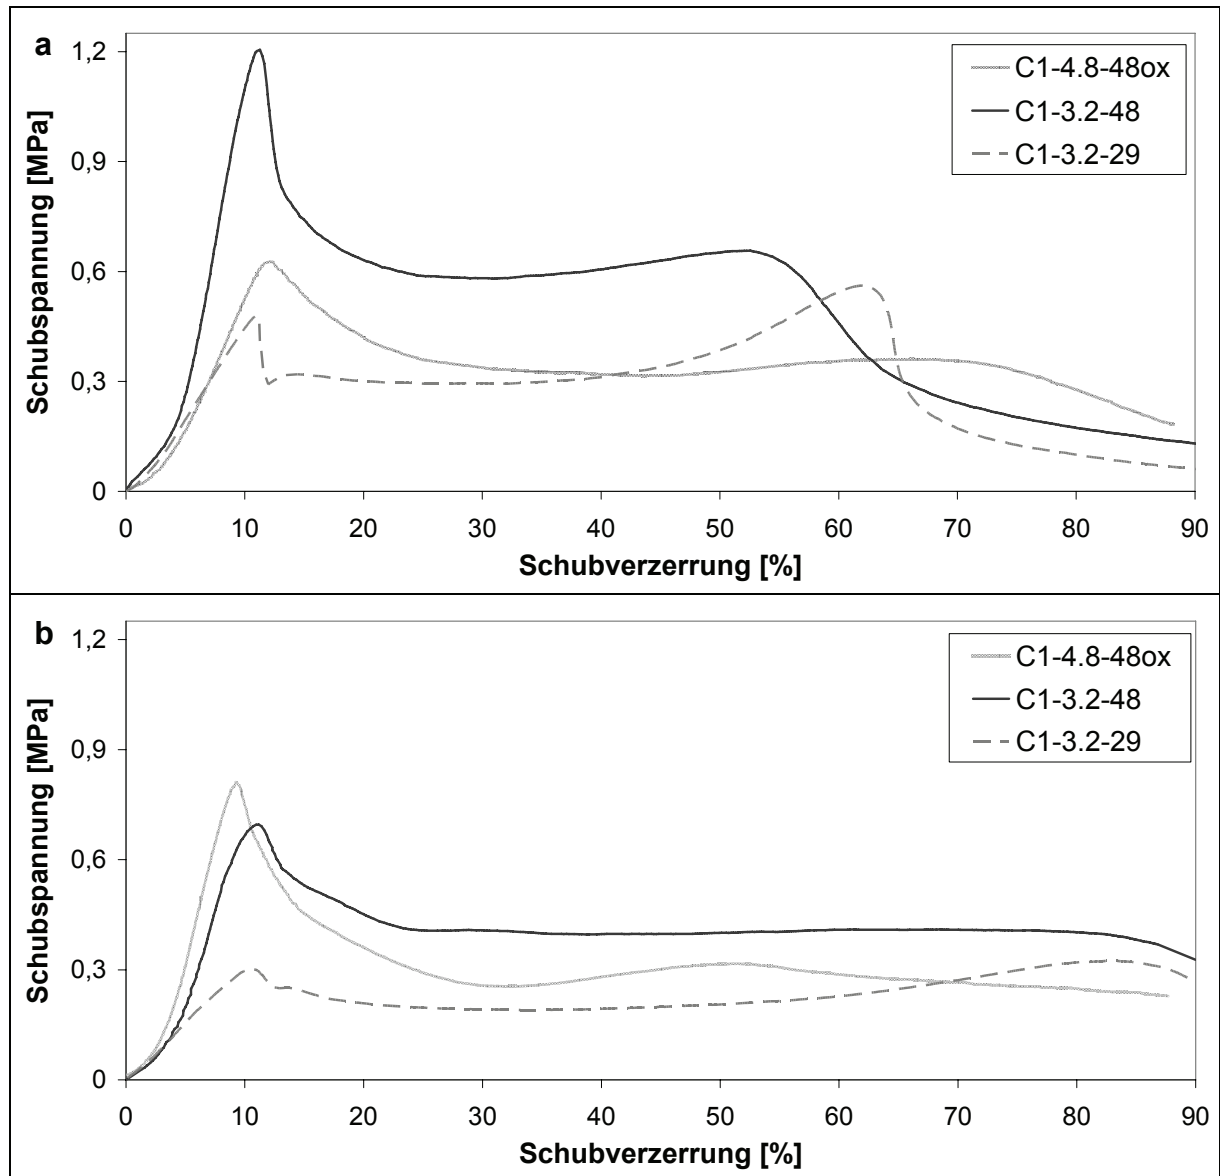 a
1,2
0,9
0,6
0,3
0
Schubspannung [MPa]
C1-4.8-48ox
C1-3.2-48
C1-3.2-29
0 10 20 30 40 50 60 70 80 90
Schubverzerrung [%]
b
1,2
0,9
0,6
0,3
0
Schubspannung [MPa]
C1-4.8-48ox
C1-3.2-48
C1-3.2-29
0 10 20 30 40 50 60 70 80 90
Schubverzerrung [%]